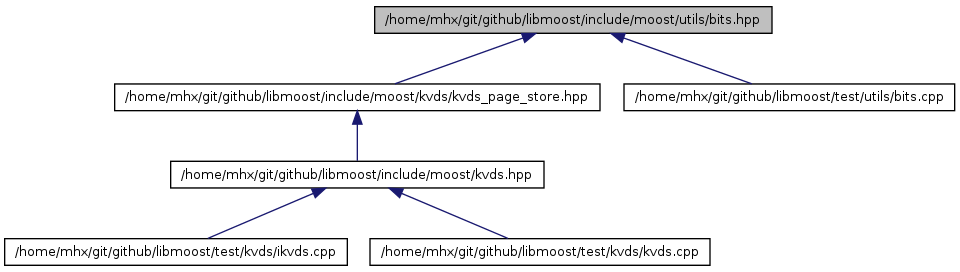 /home/mhx/git/github/libmoost/include/moost/utils/bits.hpp
/home/mhx/git/github/libmoost/include/moost/kvds/kvds_page_store.hpp
/home/mhx/git/github/libmoost/test/utils/bits.cpp
/home/mhx/git/github/libmoost/include/moost/kvds.hpp
/home/mhx/git/github/libmoost/test/kvds/ikvds.cpp
/home/mhx/git/github/libmoost/test/kvds/kvds.cpp